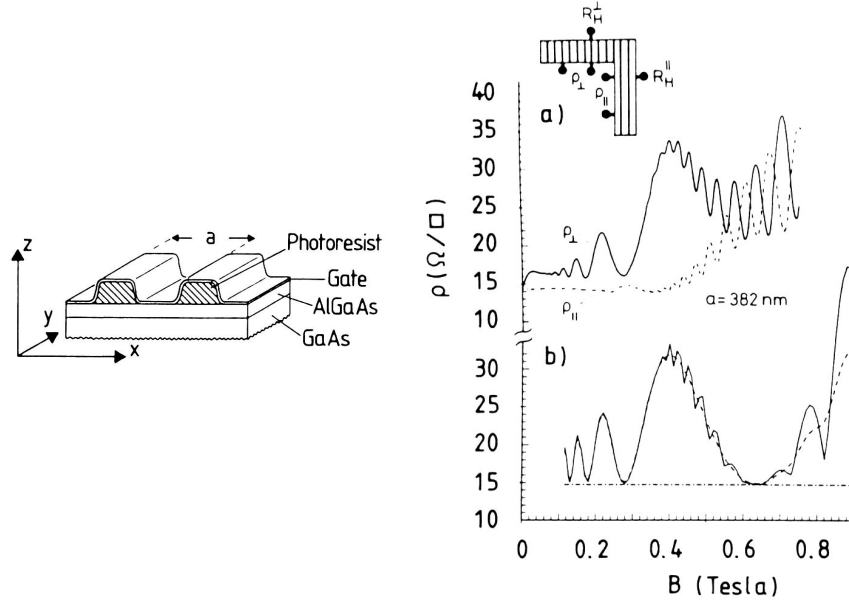 z
y
x
a
Photoresist
Gate
AlGaAs
GaAs
R_H^⊥
ρ_⊥
ρ_||
R_H^||
a)
ρ_⊥
ρ_||
a = 382 nm
b)
ρ (Ω/□)
40
35
30
25
20
15
10
30
25
20
15
10
0
0.2
0.4
0.6
0.8
B (Tesla)